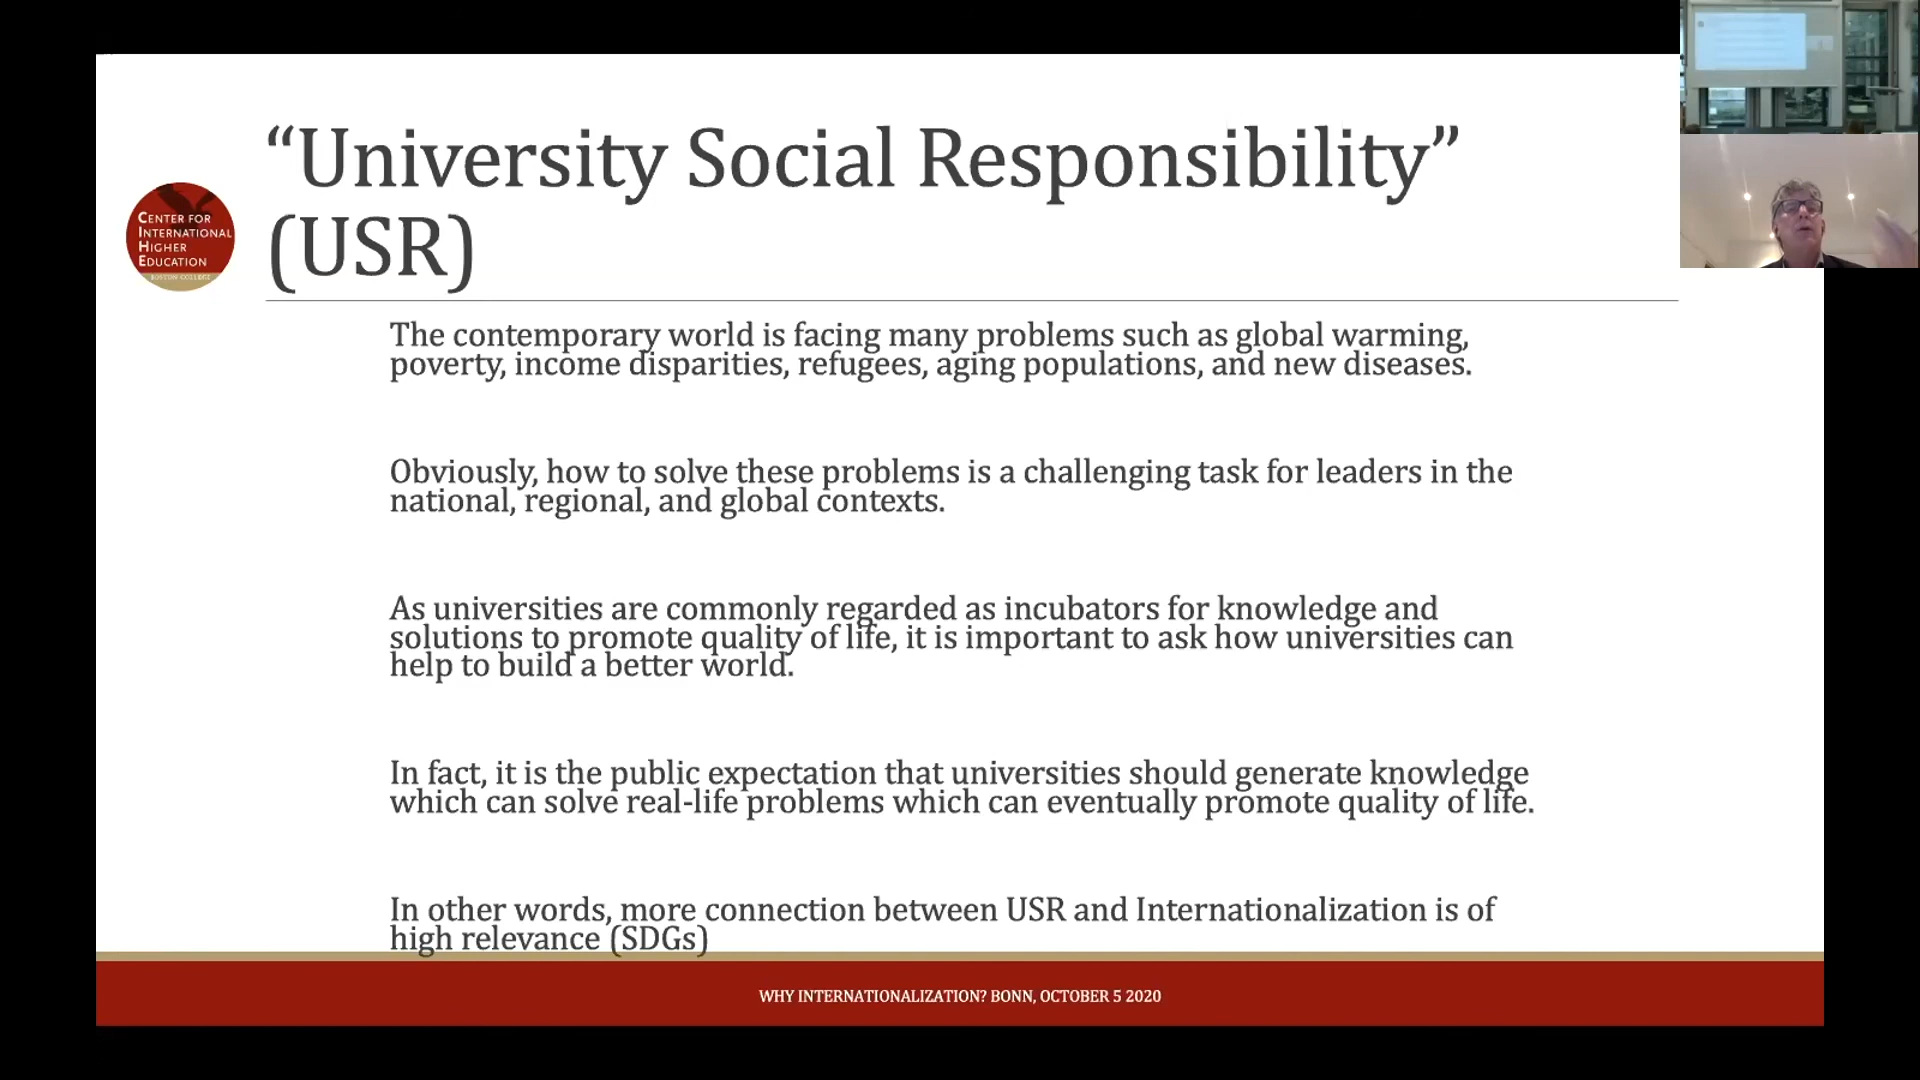 “University Social Responsibility”
(USR)
CENTER FOR
INTERNATIONAL
HIGHER
EDUCATION
BOSTON COLLEGE
The contemporary world is facing many problems such as global warming,
poverty, income disparities, refugees, aging populations, and new diseases.
Obviously, how to solve these problems is a challenging task for leaders in the
national, regional, and global contexts.
As universities are commonly regarded as incubators for knowledge and
solutions to promote quality of life, it is important to ask how universities can
help to build a better world.
In fact, it is the public expectation that universities should generate knowledge
which can solve real-life problems which can eventually promote quality of life.
In other words, more connection between USR and Internationalization is of
high relevance (SDGs)
WHY INTERNATIONALIZATION? BONN, OCTOBER 5 2020